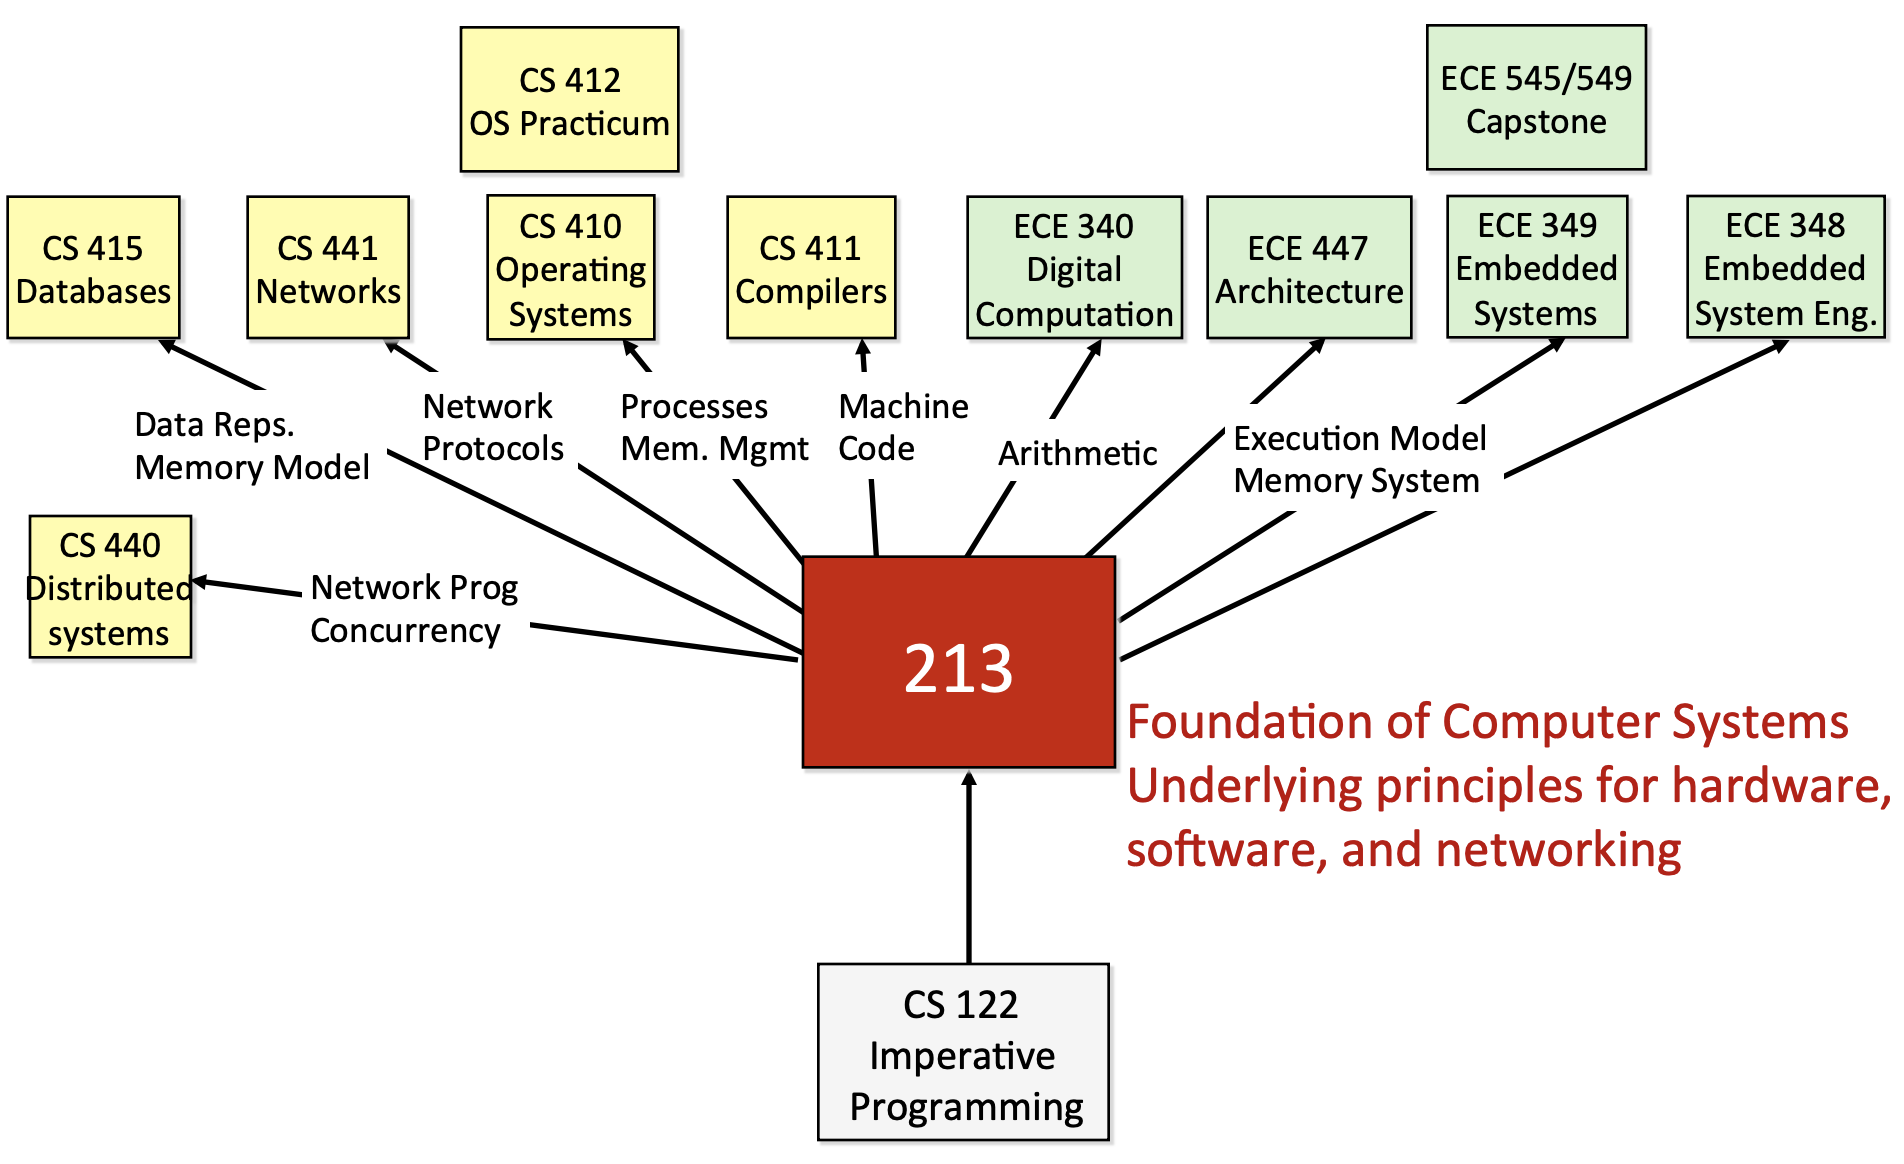 CS 412
OS Practicum
ECE 545/549
Capstone
CS 415
Databases
CS 441
Networks
CS 410
Operating
Systems
CS 411
Compilers
ECE 340
Digital
Computation
ECE 447
Architecture
ECE 349
Embedded
Systems
ECE 348
Embedded
System Eng.
Data Reps.
Memory Model
Network
Protocols
Processes
Mem. Mgmt
Machine
Code
Arithmetic
Execution Model
Memory System
CS 440
Distributed
systems
Network Prog
Concurrency
213
Foundation of Computer Systems
Underlying principles for hardware,
software, and networking
CS 122
Imperative
Programming